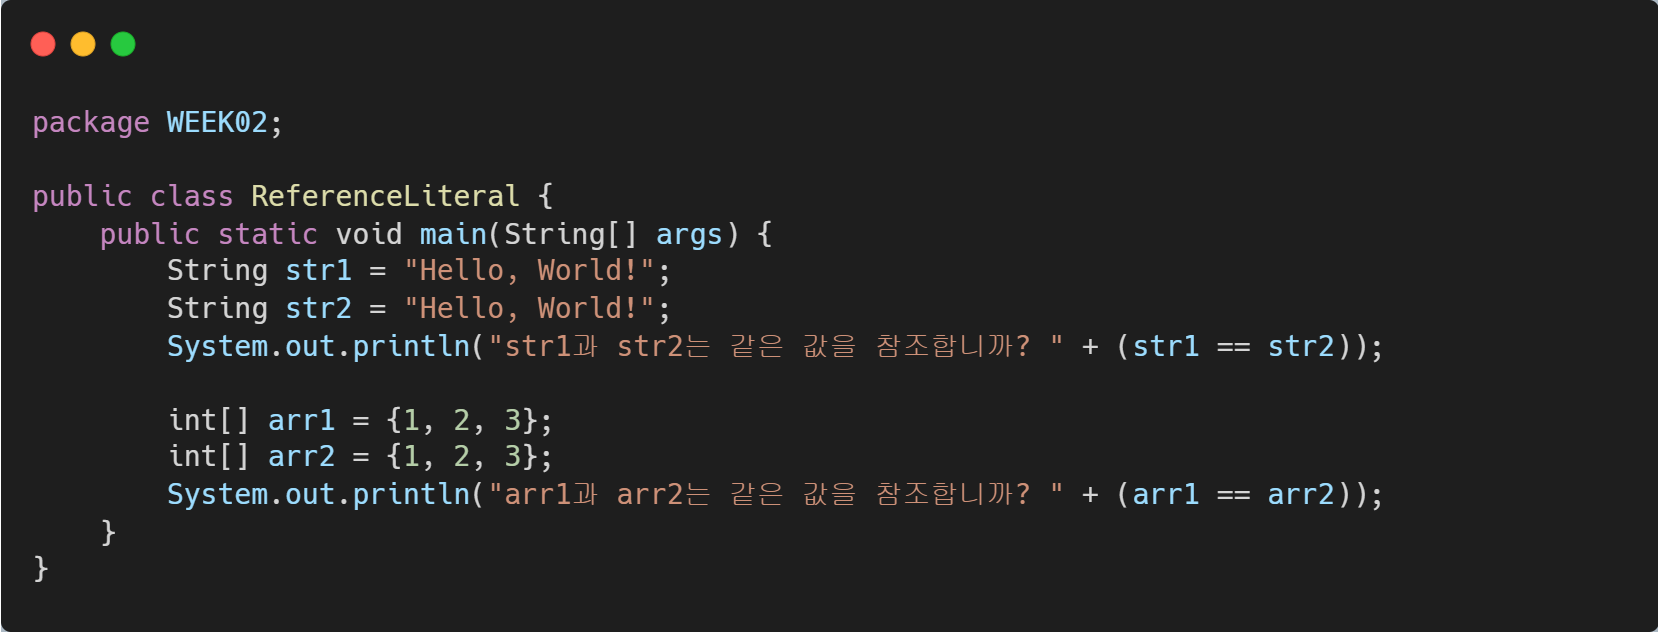 package WEEK02;
public class ReferenceLiteral {
    public static void main(String[] args) {
        String str1 = "Hello, World!";
        String str2 = "Hello, World!";
        System.out.println("str1과 str2는 같은 값을 참조합니까? " + (str1 == str2));
        int[] arr1 = {1, 2, 3};
        int[] arr2 = {1, 2, 3};
        System.out.println("arr1과 arr2는 같은 값을 참조합니까? " + (arr1 == arr2));
    }
}